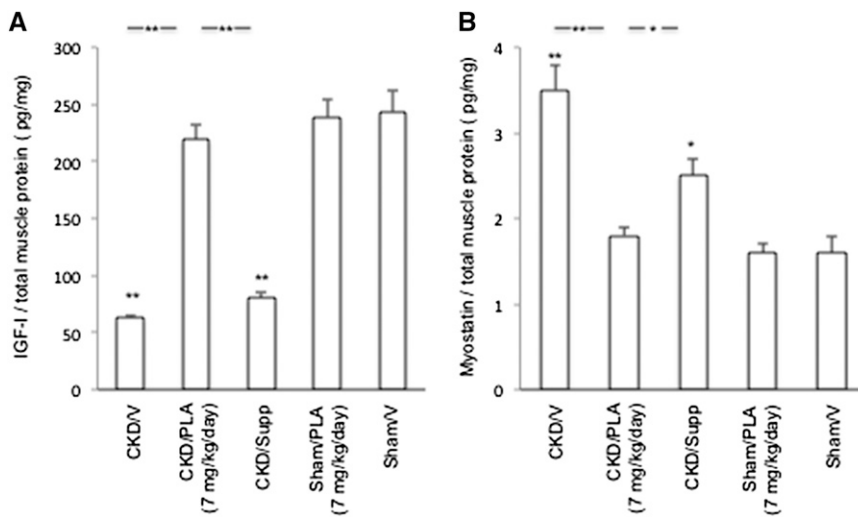 A
— ** — — ** —
IGF-I / total muscle protein ( pg/mg)
300
250
200
150
100
50
0
**
**
CKD/V
CKD/PLA
(7 mg/kg/day)
CKD/Supp
Sham/PLA
(7 mg/kg/day)
Sham/V
B
— ** — — * —
Myostatin / total muscle protein ( pg/mg)
4
3
2
1
0
**
*
CKD/V
CKD/PLA
(7 mg/kg/day)
CKD/Supp
Sham/PLA
(7 mg/kg/day)
Sham/V